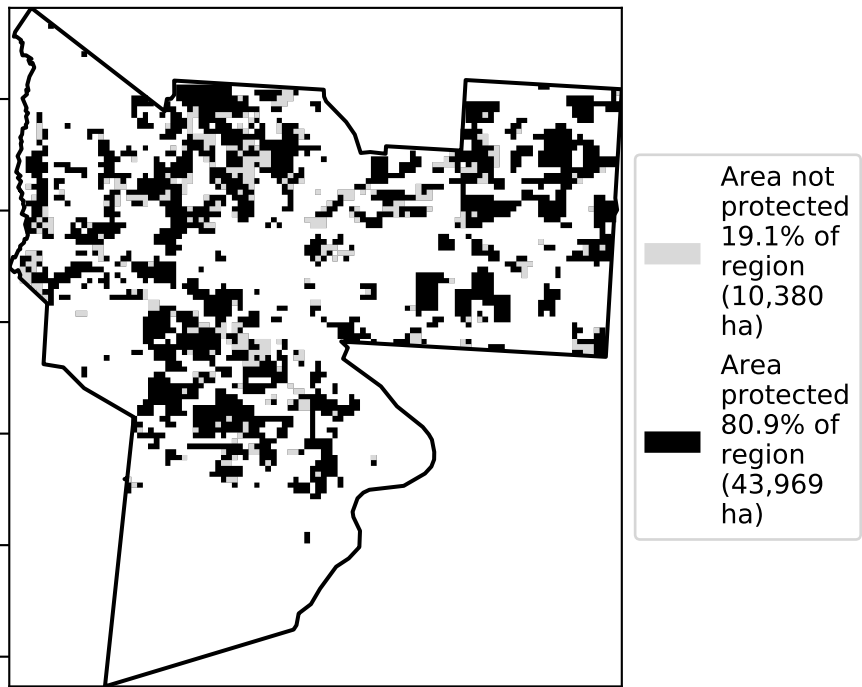 Area not
protected
19.1% of
region
(10,380
ha)
Area
protected
80.9% of
region
(43,969
ha)